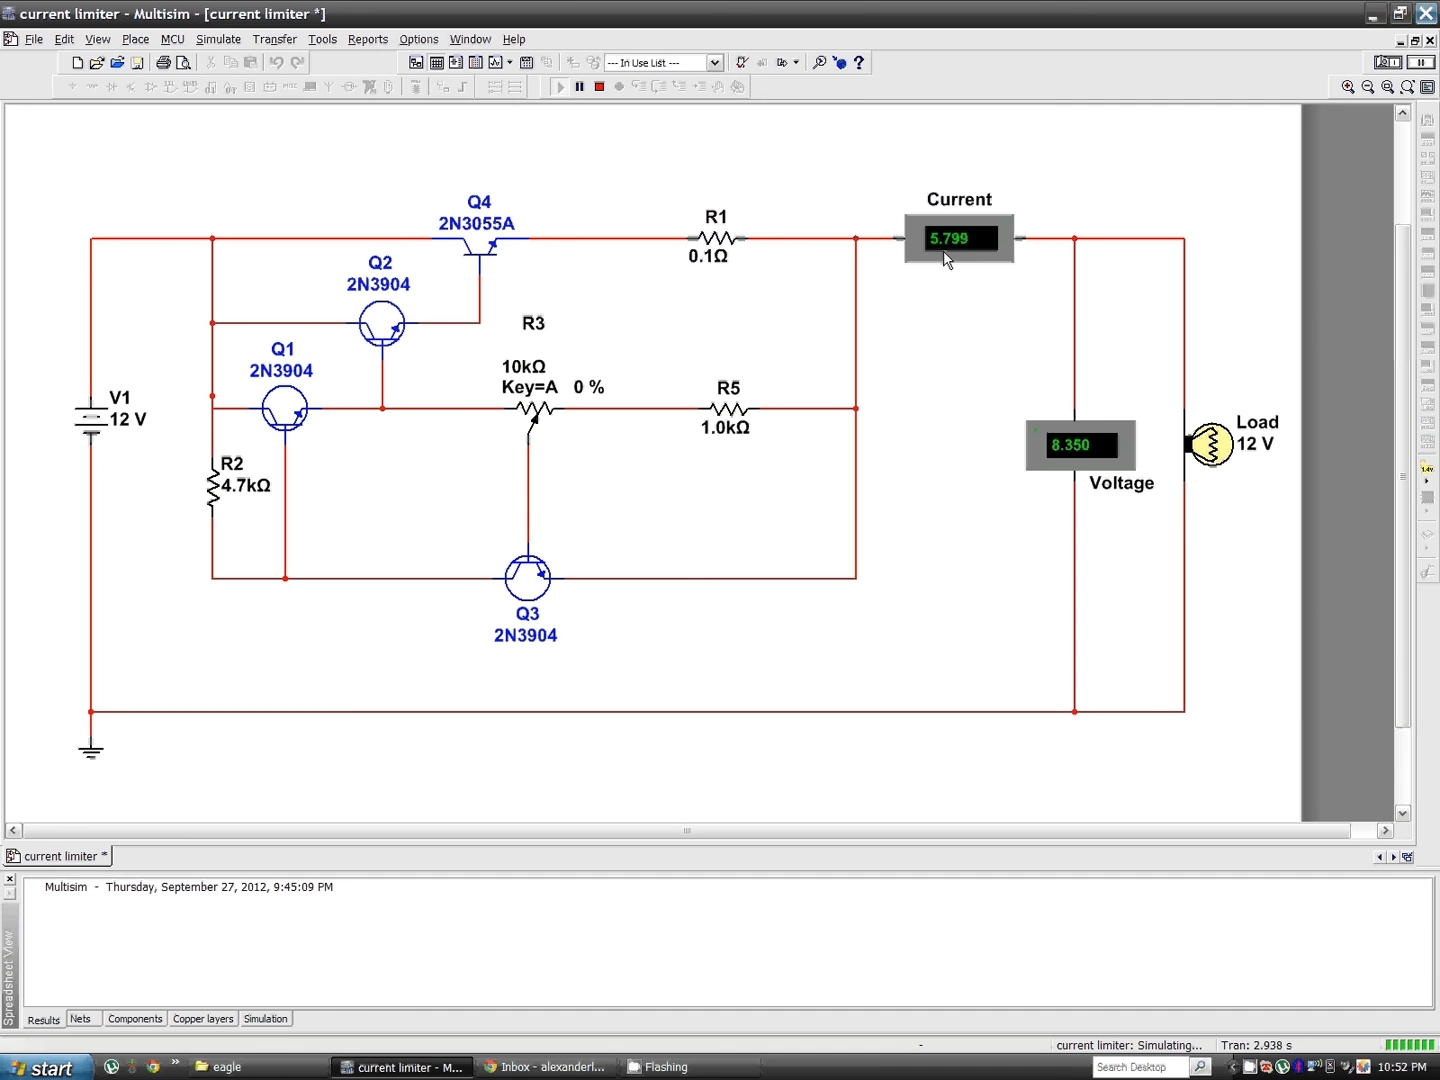 current limiter - Multisim - [current limiter *]
File Edit View Place MCU Simulate Transfer Tools Reports Options Window Help
--- In Use List ---
Current
5.799
Q4
2N3055A
R1
0.1Ω
Q2
2N3904
R3
10kΩ
Key=A 0 %
Q1
2N3904
R5
1.0kΩ
V1
12 V
R2
4.7kΩ
8.350
Voltage
Load
12 V
Q3
2N3904
current limiter *
Multisim - Thursday, September 27, 2012, 9:45:09 PM
Spreadsheet View
Results Nets Components Copper layers Simulation
- current limiter: Simulating... Tran: 2.938 s
start eagle current limiter - M... Inbox - alexanderl... Flashing Search Desktop 10:52 PM